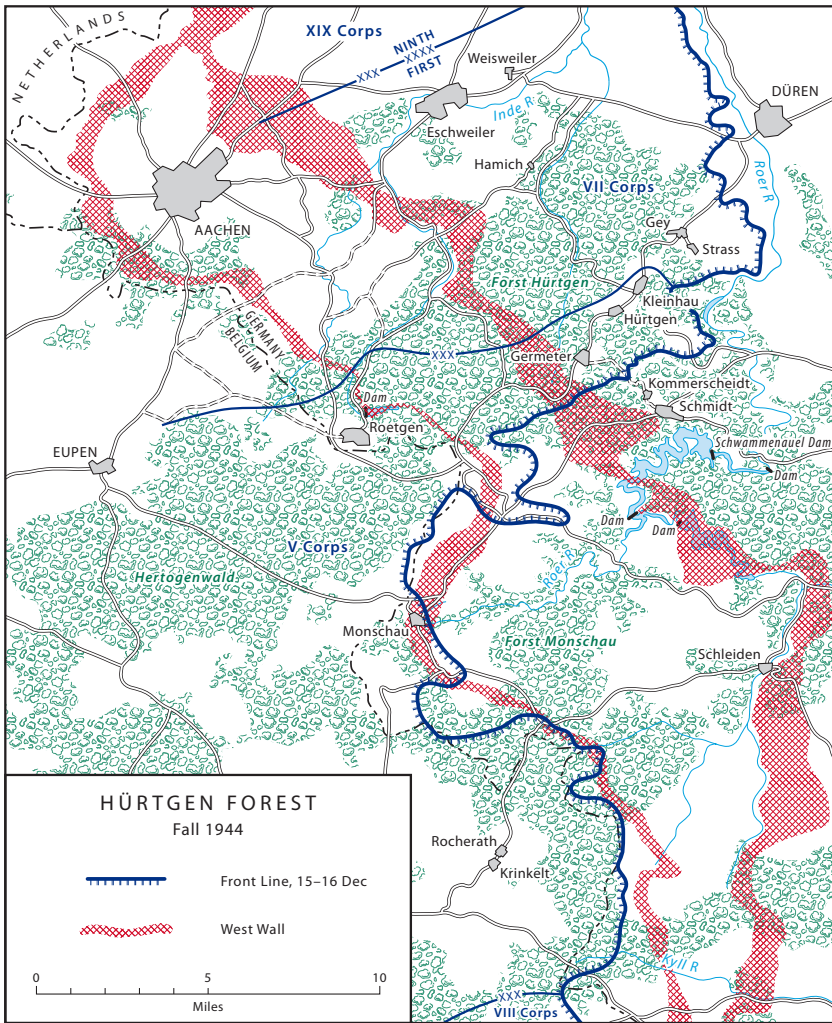 NETHERLANDS
XIX Corps
XXX
NINTH
XXXX
FIRST
Weisweiler
DÜREN
Inde R
Eschweiler
Hamich
VII Corps
Roer R
AACHEN
Gey
Strass
Forst Hürtgen
Kleinhau
Hürtgen
GERMANY
BELGIUM
XXX
Germeter
Kommerscheidt
Dam
Schmidt
Roetgen
Schwammenauel Dam
EUPEN
Dam
Dam
Dam
V Corps
Roer R
Hertogenwald
Monschau
Forst Monschau
Schleiden
HÜRTGEN FOREST
Fall 1944
Front Line, 15–16 Dec
West Wall
0 5 10
Miles
Rocherath
Krinkelt
Kyll R
XXX
VIII Corps